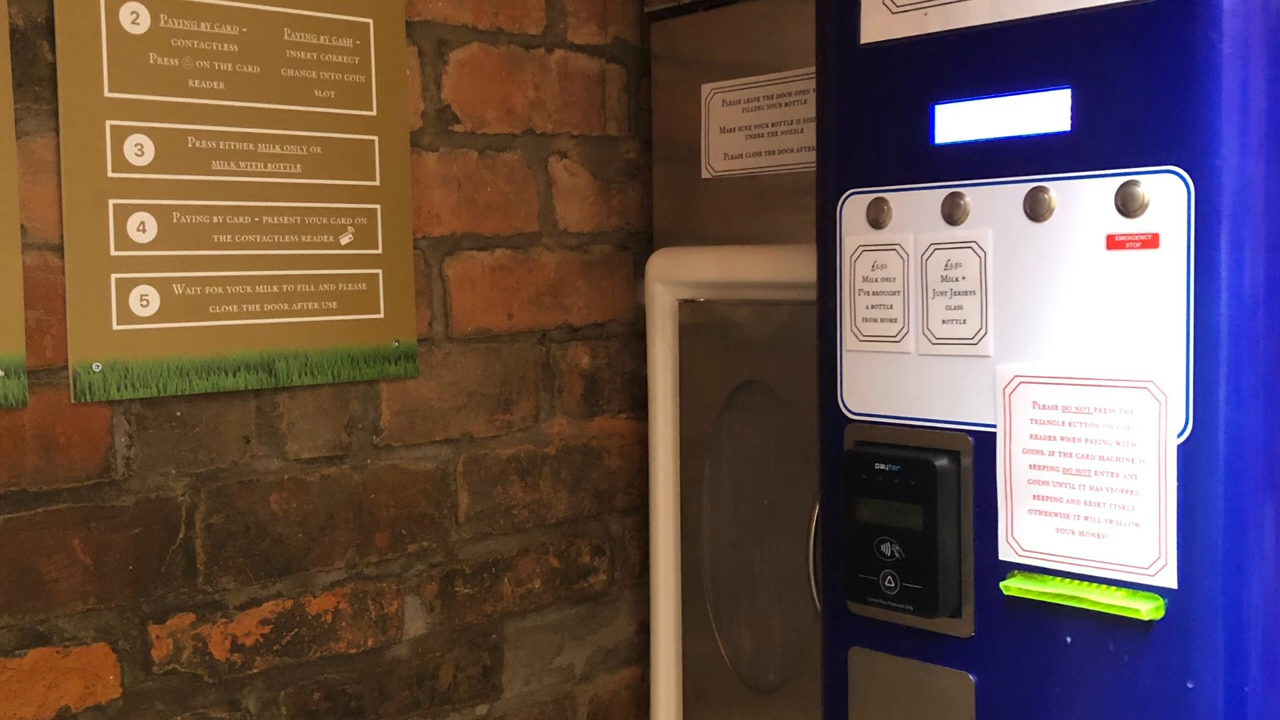 2
PAYING BY CARD -
CONTACTLESS
PRESS ON THE CARD
READER
PAYING BY CASH -
INSERT CORRECT
CHANGE INTO COIN
SLOT
3
PRESS EITHER MILK ONLY OR
MILK WITH BOTTLE
4
PAYING BY CARD - PRESENT YOUR CARD ON
THE CONTACTLESS READER
5
WAIT FOR YOUR MILK TO FILL AND PLEASE
CLOSE THE DOOR AFTER USE
PLEASE LEAVE THE DOOR OPEN
FILLING YOUR BOTTLE
MAKE SURE YOUR BOTTLE IS
UNDER THE NOZZLE
PLEASE CLOSE THE DOOR AFTER
EMERGENCY
STOP
MILK ONLY
I'VE BROUGHT
A BOTTLE
FROM HOME
MILK +
JUST JERSEYS
GLASS
BOTTLE
PLEASE DO NOT PRESS THE
TRIANGLE BUTTON ON
READER WHEN PAYING WITH
COINS. IF THE CARD MACHINE IS
BEEPING DO NOT ENTER ANY
COINS UNTIL IT HAS STOPPED
BEEPING AND RESET ITSELF
OTHERWISE IT WILL SWALLOW
YOUR MONEY!
payter
Contactless Payment Only